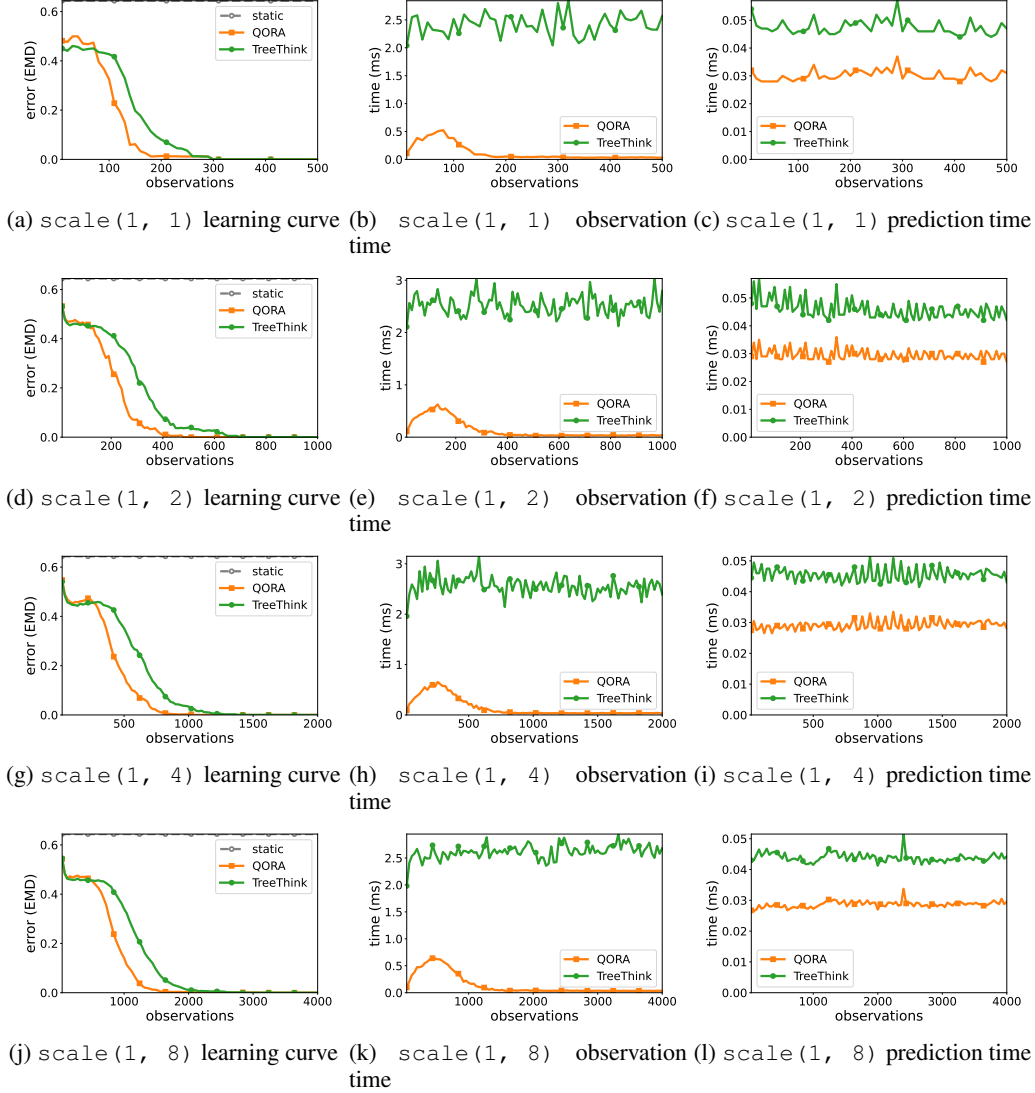 error (EMD)
0.6
0.4
0.2
0.0
100 200 300 400 500
observations
static
QORA
TreeThink
time (ms)
2.5
2.0
1.5
1.0
0.5
0.0
100 200 300 400 500
observations
QORA
TreeThink
time (ms)
0.05
0.04
0.03
0.02
0.01
0.00
100 200 300 400 500
observations
QORA
TreeThink
(a) scale(1, 1) learning curve
(b) scale(1, 1) observation
time
(c) scale(1, 1) prediction time
error (EMD)
0.6
0.4
0.2
0.0
200 400 600 800 1000
observations
static
QORA
TreeThink
time (ms)
3
2
1
0
200 400 600 800 1000
observations
QORA
TreeThink
time (ms)
0.05
0.04
0.03
0.02
0.01
0.00
200 400 600 800 1000
observations
QORA
TreeThink
(d) scale(1, 2) learning curve
(e) scale(1, 2) observation
time
(f) scale(1, 2) prediction time
error (EMD)
0.6
0.4
0.2
0.0
500 1000 1500 2000
observations
static
QORA
TreeThink
time (ms)
3
2
1
0
500 1000 1500 2000
observations
QORA
TreeThink
time (ms)
0.05
0.04
0.03
0.02
0.01
0.00
500 1000 1500 2000
observations
QORA
TreeThink
(g) scale(1, 4) learning curve
(h) scale(1, 4) observation
time
(i) scale(1, 4) prediction time
error (EMD)
0.6
0.4
0.2
0.0
1000 2000 3000 4000
observations
static
QORA
TreeThink
time (ms)
2.5
2.0
1.5
1.0
0.5
0.0
1000 2000 3000 4000
observations
QORA
TreeThink
time (ms)
0.05
0.04
0.03
0.02
0.01
0.00
1000 2000 3000 4000
observations
QORA
TreeThink
(j) scale(1, 8) learning curve
(k) scale(1, 8) observation
time
(l) scale(1, 8) prediction time